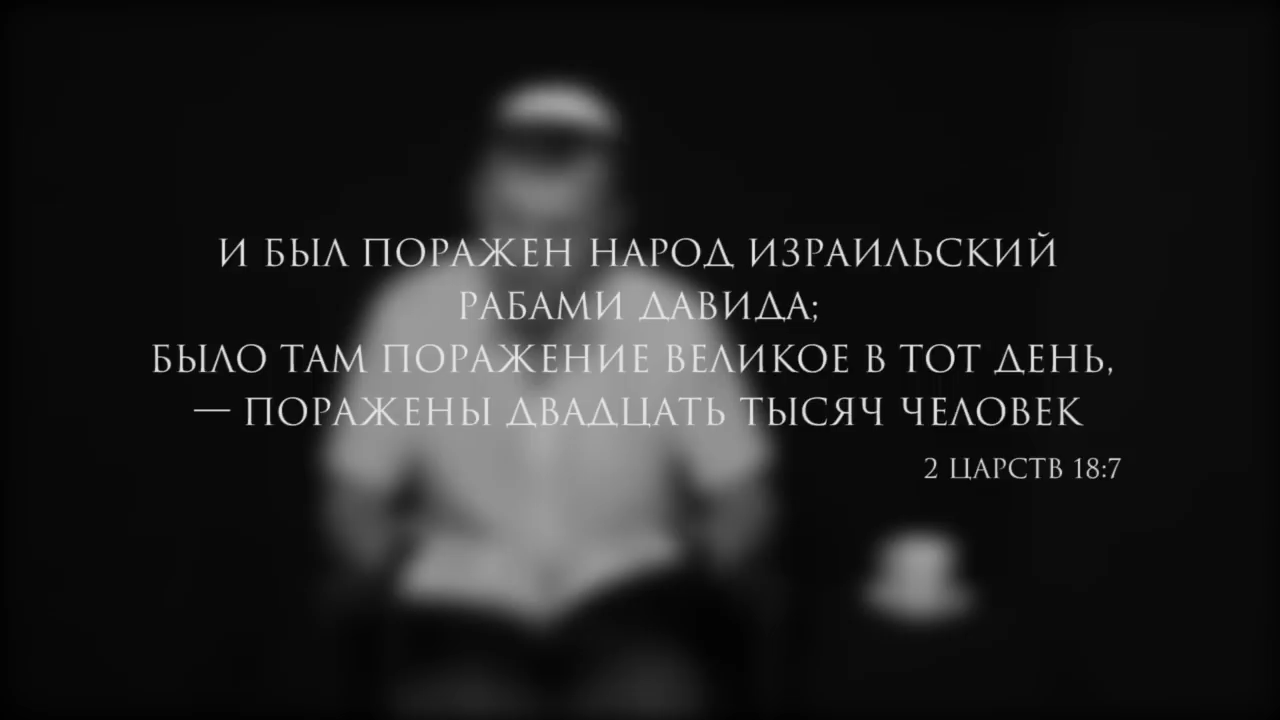 И БЫЛ ПОРАЖЕН НАРОД ИЗРАИЛЬСКИЙ
РАБАМИ ДАВИДА;
БЫЛО ТАМ ПОРАЖЕНИЕ ВЕЛИКОЕ В ТОТ ДЕНЬ,
— ПОРАЖЕНЫ ДВАДЦАТЬ ТЫСЯЧ ЧЕЛОВЕК
2 ЦАРСТВ 18:7